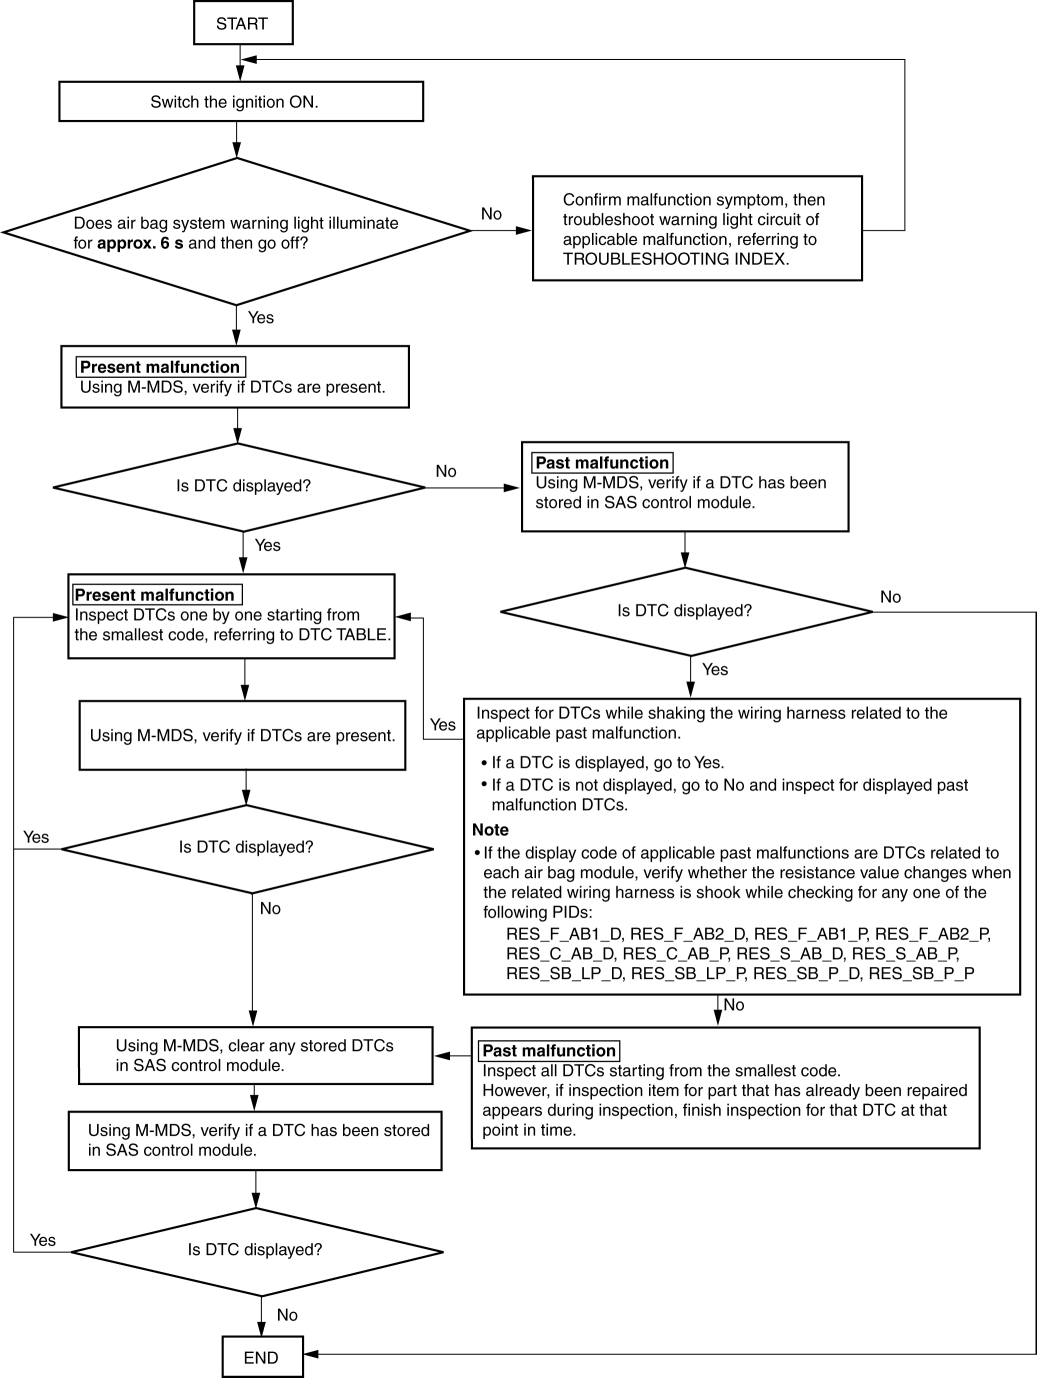 START
Switch the ignition ON.
Does air bag system warning light illuminate
for approx. 6 s and then go off?
No
Confirm malfunction symptom, then
troubleshoot warning light circuit of
applicable malfunction, referring to
TROUBLESHOOTING INDEX.
Yes
Present malfunction
Using M-MDS, verify if DTCs are present.
Is DTC displayed?
No
Past malfunction
Using M-MDS, verify if a DTC has been
stored in SAS control module.
Yes
Is DTC displayed?
No
Present malfunction
Inspect DTCs one by one starting from
the smallest code, referring to DTC TABLE.
Yes
Using M-MDS, verify if DTCs are present.
Yes
Inspect for DTCs while shaking the wiring harness related to the
applicable past malfunction.
• If a DTC is displayed, go to Yes.
• If a DTC is not displayed, go to No and inspect for displayed past
malfunction DTCs.
Note
• If the display code of applicable past malfunctions are DTCs related to
each air bag module, verify whether the resistance value changes when
the related wiring harness is shook while checking for any one of the
following PIDs:
RES_F_AB1_D, RES_F_AB2_D, RES_F_AB1_P, RES_F_AB2_P,
RES_C_AB_D, RES_C_AB_P, RES_S_AB_D, RES_S_AB_P,
RES_SB_LP_D, RES_SB_LP_P, RES_SB_P_D, RES_SB_P_P
Yes
Is DTC displayed?
No
No
Using M-MDS, clear any stored DTCs
in SAS control module.
Past malfunction
Inspect all DTCs starting from the smallest code.
However, if inspection item for part that has already been repaired
appears during inspection, finish inspection for that DTC at that
point in time.
Using M-MDS, verify if a DTC has been stored
in SAS control module.
Yes
Is DTC displayed?
No
END